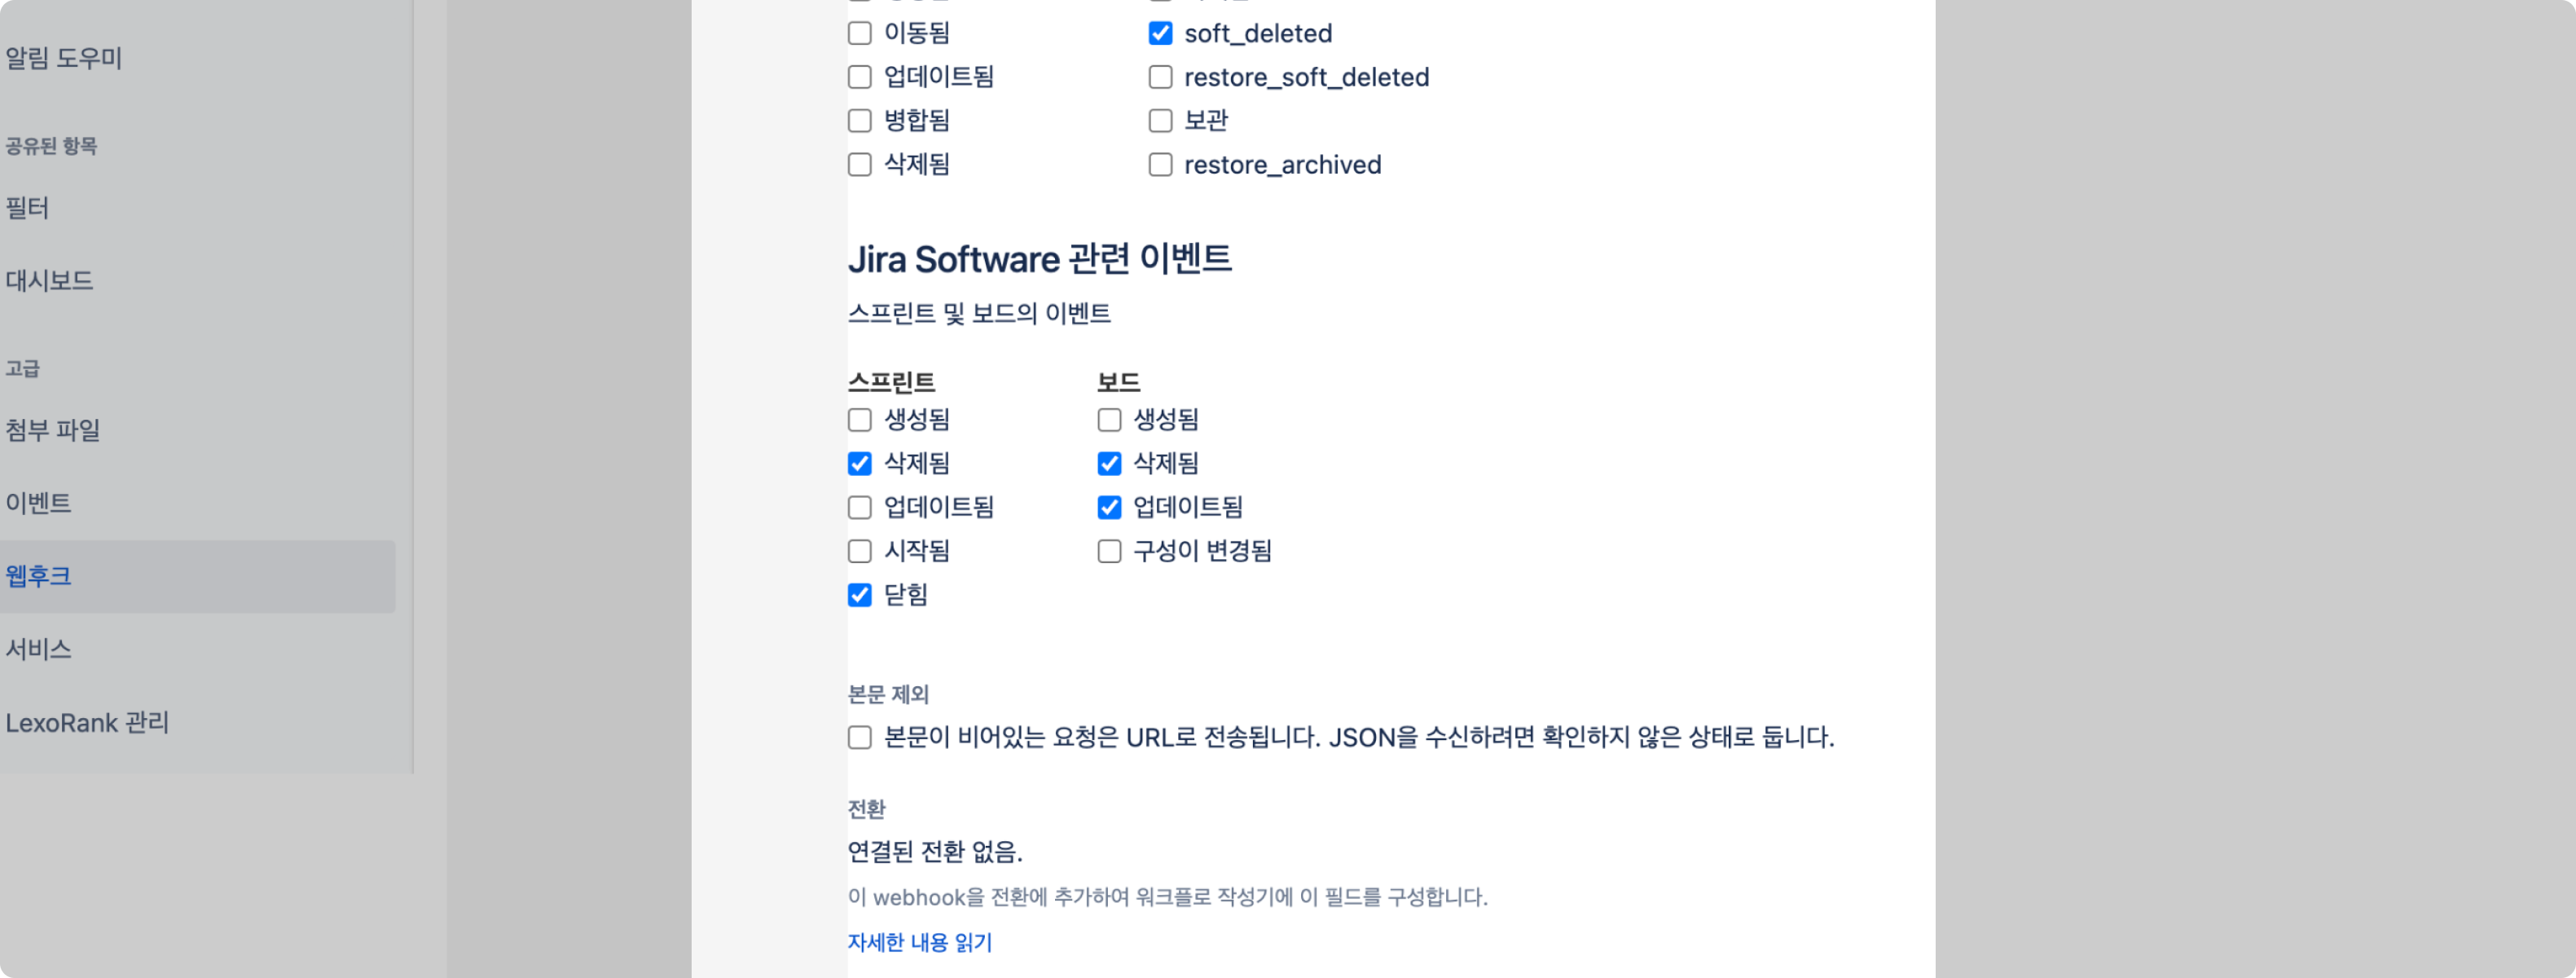 알림 도우미
공유된 항목
필터
대시보드
고급
첨부 파일
이벤트
웹후크
서비스
LexoRank 관리
이동됨 soft_deleted
업데이트됨 restore_soft_deleted
병합됨 보관
삭제됨 restore_archived
Jira Software 관련 이벤트
스프린트 및 보드의 이벤트
스프린트 보드
생성됨 생성됨
삭제됨 삭제됨
업데이트됨 업데이트됨
시작됨 구성이 변경됨
닫힘
본문 제외
본문이 비어있는 요청은 URL로 전송됩니다. JSON을 수신하려면 확인하지 않은 상태로 둡니다.
전환
연결된 전환 없음.
이 webhook을 전환에 추가하여 워크플로 작성기에 이 필드를 구성합니다.
자세한 내용 읽기